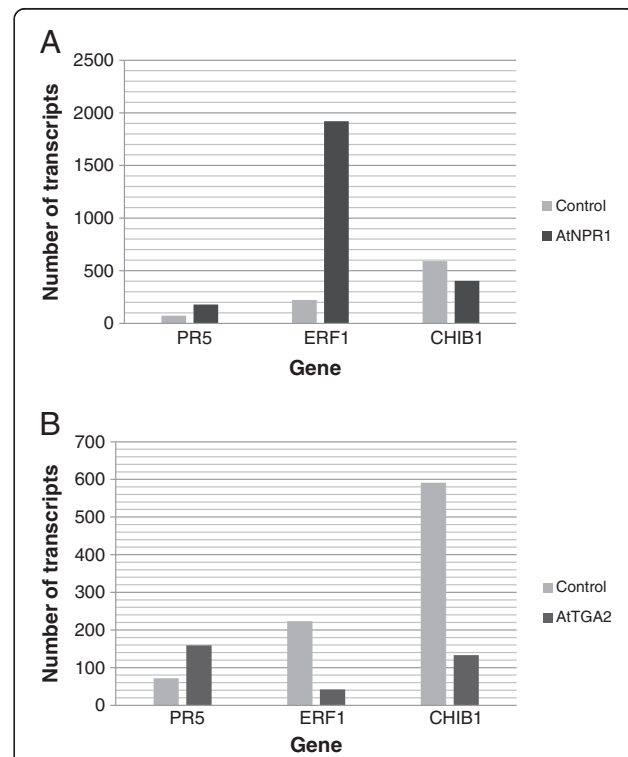 A
Number of transcripts
2500
2000
1500
1000
500
0
PR5 ERF1 CHIB1
Gene
Control
AtNPR1
B
Number of transcripts
700
600
500
400
300
200
100
0
PR5 ERF1 CHIB1
Gene
Control
AtTGA2